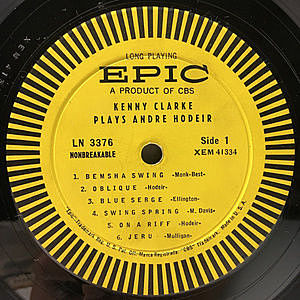 LONG PLAYING
EPIC
A PRODUCT OF CBS
KENNY CLARKE
PLAYS ANDRE HODEIR
LN 3376 Side 1
NONBREAKABLE XEM 41334
1. BEMSHA SWING -Monk-Best-
2. OBLIQUE -Hodeir-
3. BLUE SERGE -Ellington-
4. SWING SPRING -M. Davis-
5. ON A RIFF -Hodeir-
6. JERU -Mulligan-
Made in U.S.A.